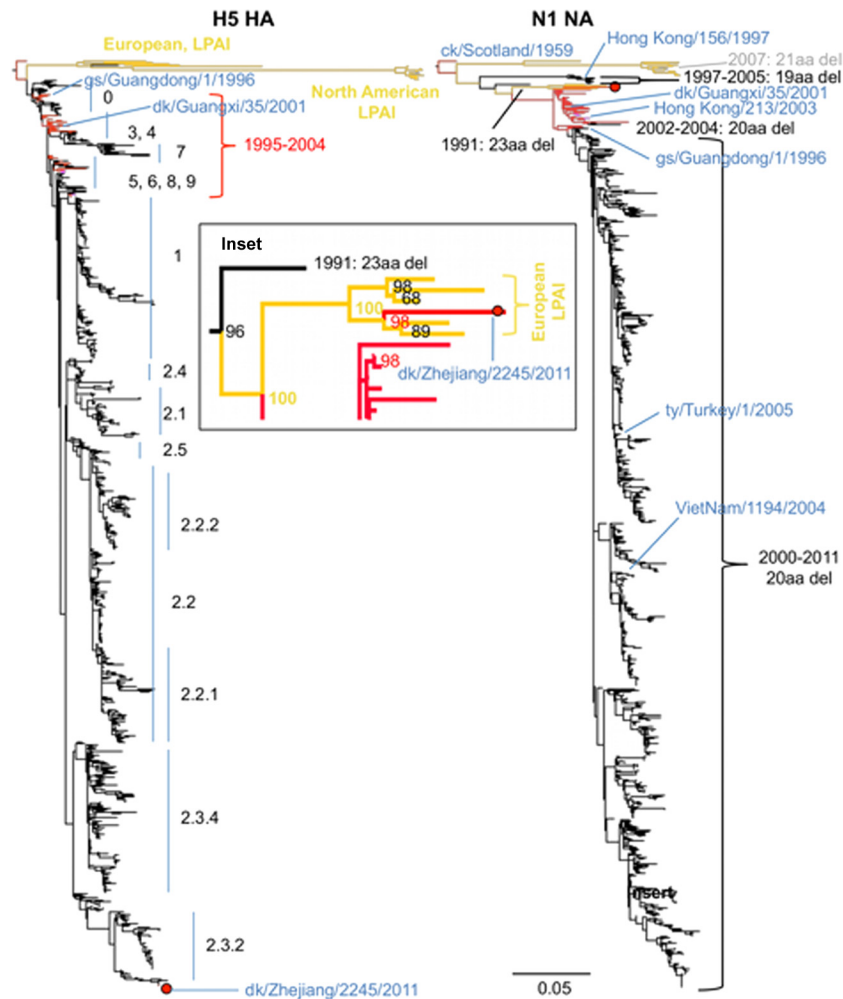 H5 HA
European, LPAI
gs/Guangdong/1/1996
0
dk/Guangxi/35/2001
North American
LPAI
3, 4
7
1995-2004
5, 6, 8, 9
1
2.4
2.1
2.5
2.2.2
2.2
2.2.1
2.3.4
2.3.2
dk/Zhejiang/2245/2011
N1 NA
ck/Scotland/1959
Hong Kong/156/1997
2007: 21aa del
1997-2005: 19aa del
dk/Guangxi/35/2001
Hong Kong/213/2003
2002-2004: 20aa del
1991: 23aa del
gs/Guangdong/1/1996
Inset
1991: 23aa del
98
68
100
98
89
96
European
LPAI
98
dk/Zhejiang/2245/2011
100
ty/Turkey/1/2005
VietNam/1194/2004
2000-2011
20aa del
0.05